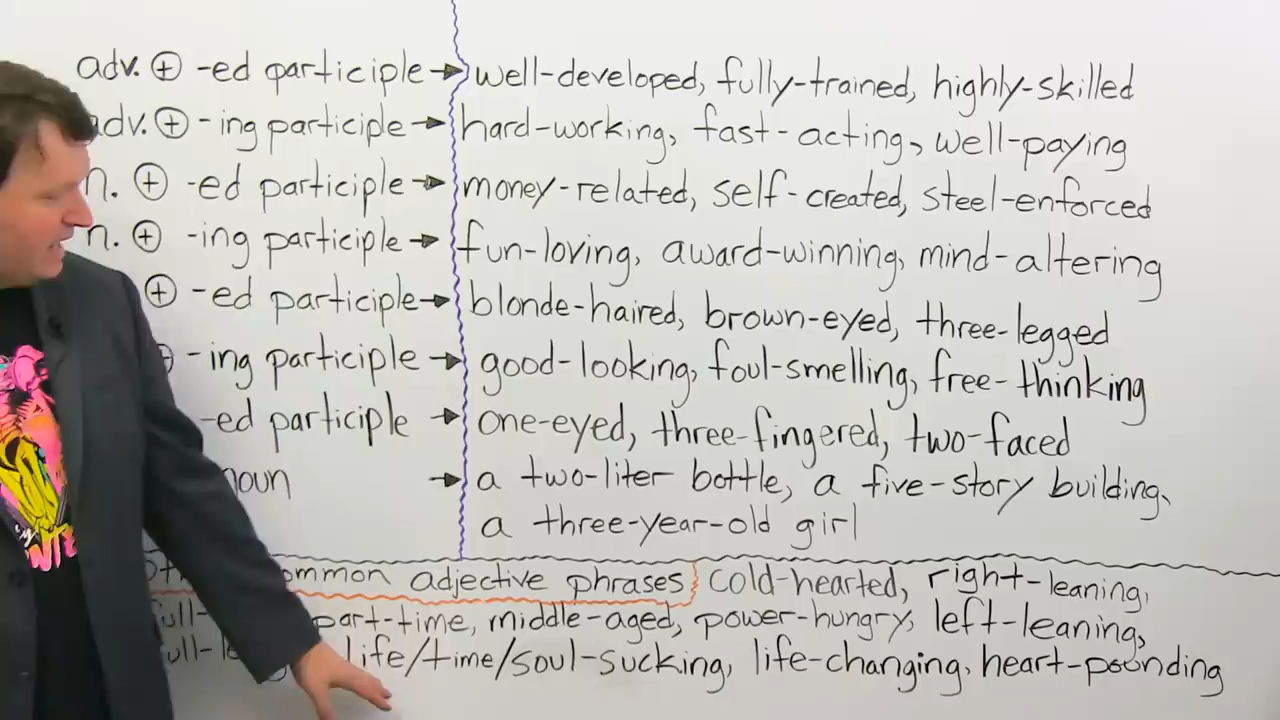 adv. ⊕ -ed participle → well-developed, fully-trained, highly-skilled
adv. ⊕ -ing participle → hard-working, fast-acting, well-paying
n. ⊕ -ed participle → money-related, self-created, steel-enforced
n. ⊕ -ing participle → fun-loving, award-winning, mind-altering
⊕ -ed participle → blonde-haired, brown-eyed, three-legged
-ing participle → good-looking, foul-smelling, free-thinking
-ed participle → one-eyed, three-fingered, two-faced
noun → a two-liter bottle, a five-story building,
a three-year-old girl
adjective phrases cold-hearted, right-leaning,
part-time, middle-aged, power-hungry, left-leaning,
life/time/soul-sucking, life-changing, heart-pounding